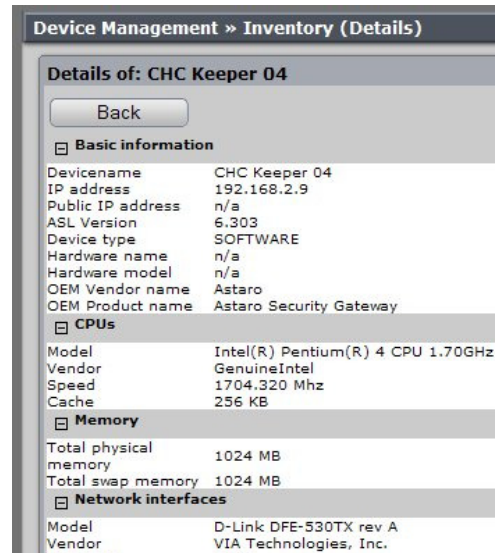 Device Management » Inventory (Details)
Details of: CHC Keeper 04
Back
Basic information
Devicename CHC Keeper 04
IP address 192.168.2.9
Public IP address n/a
ASL Version 6.303
Device type SOFTWARE
Hardware name n/a
Hardware model n/a
OEM Vendor name Astaro
OEM Product name Astaro Security Gateway
CPUs
Model Intel(R) Pentium(R) 4 CPU 1.70GHz
Vendor GenuineIntel
Speed 1704.320 Mhz
Cache 256 KB
Memory
Total physical
memory 1024 MB
Total swap memory 1024 MB
Network interfaces
Model D-Link DFE-530TX rev A
Vendor VIA Technologies, Inc.